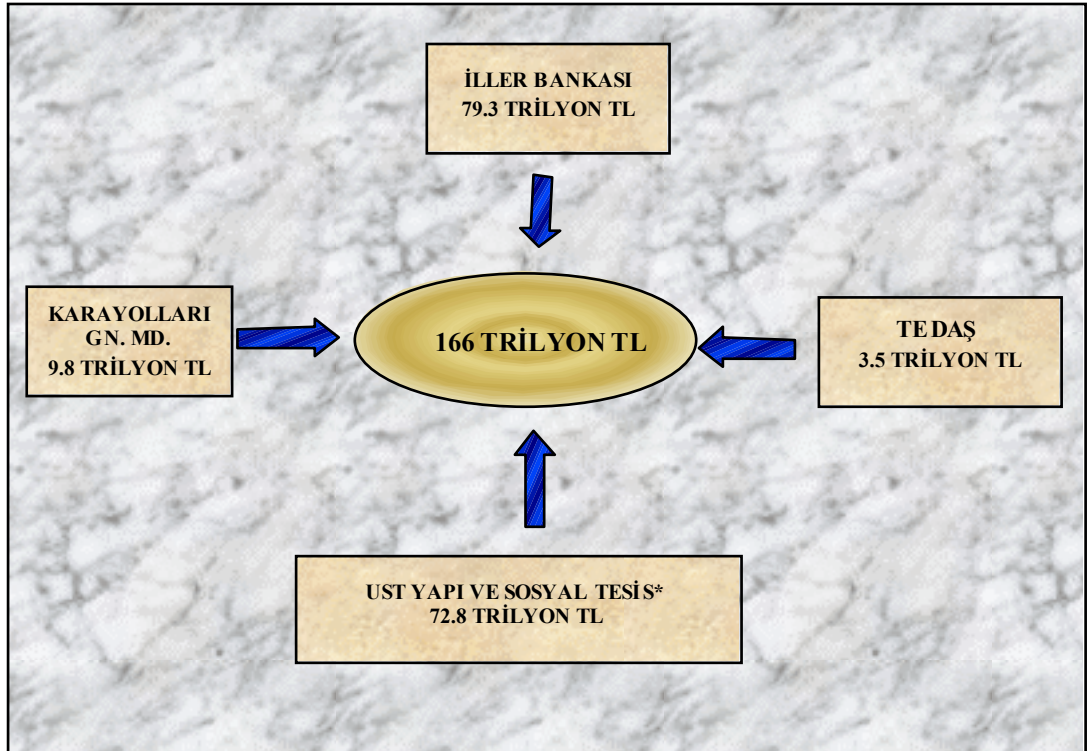 İLLER BANKASI
79.3 TRİLYON TL
KARAYOLLARI
GN. MD.
9.8 TRİLYON TL
166 TRİLYON TL
TEDAŞ
3.5 TRİLYON TL
UST YAPI VE SOSYAL TESİS*
72.8 TRİLYON TL